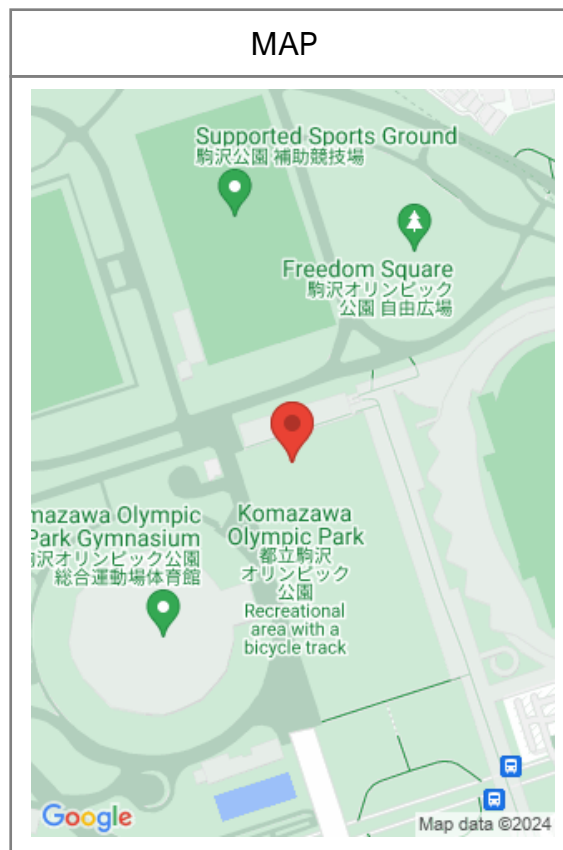 MAP
Supported Sports Ground
駒沢公園 補助競技場
Freedom Square
駒沢オリンピック
公園 自由広場
mazawa Olympic
Park Gymnasium
駒沢オリンピック公園
総合運動場体育館
Komazawa
Olympic Park
都立駒沢
オリンピック
公園
Recreational
area with a
bicycle track
Google
Map data ©2024